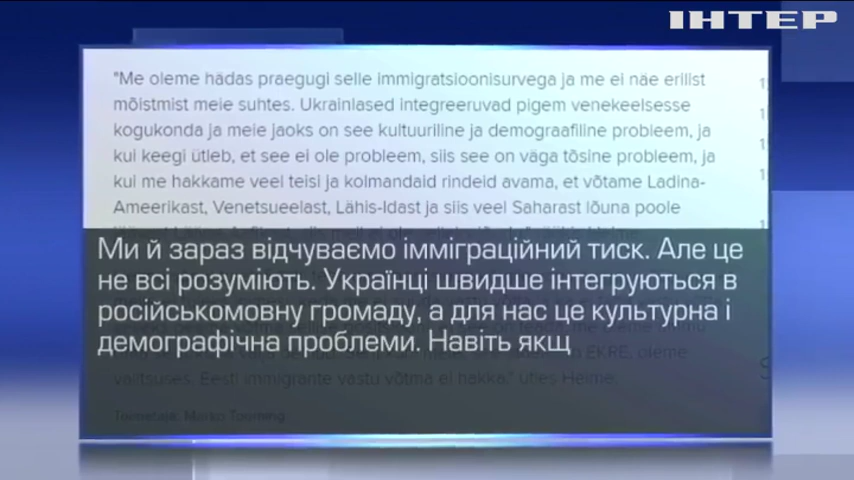 ІНТЕР
"Me oleme hädas praegugi selle immigratsioonisurvega ja me ei näe erilist
mõistmist meie suhtes. Ukrainlased integreeruvad pigem venekeelsesse
kogukonda ja meie jaoks on see kultuuriline ja demograafiline probleem, ja
kui keegi ütleb, et see ei ole probleem, siis see on väga tõsine probleem, ja
kui me hakkame veel teisi ja kolmandaid rindeid avama, et võtame Ladina-
Ameerikast, Venetsueelast, Lähis-Idast ja siis veel Saharast lõuna poole
Ми й зараз відчуваємо імміграційний тиск. Але це
не всі розуміють. Українці швидше інтегруються в
російськомовну громаду, а для нас це культурна і
демографічна проблеми. Навіть якщ
EKRE, oleme
valitsuses, Eesti immigrante vastu võtma ei hakka," ütles Helme.
Toimetaja: Marko Tooming